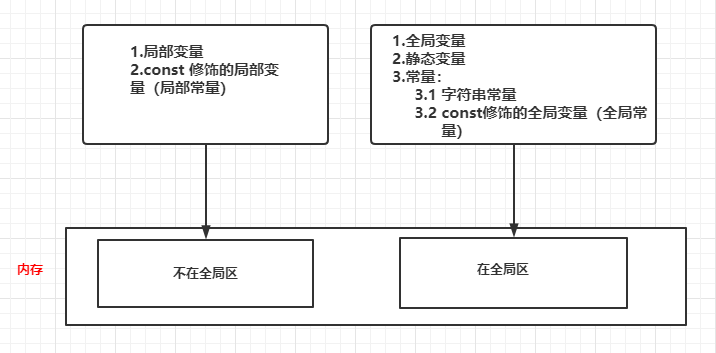 1.局部变量
2.const 修饰的局部变
量（局部常量）
1.全局变量
2.静态变量
3.常量：
3.1 字符串常量
3.2 const修饰的全局变量（全局常
量）
内存
不在全局区
在全局区